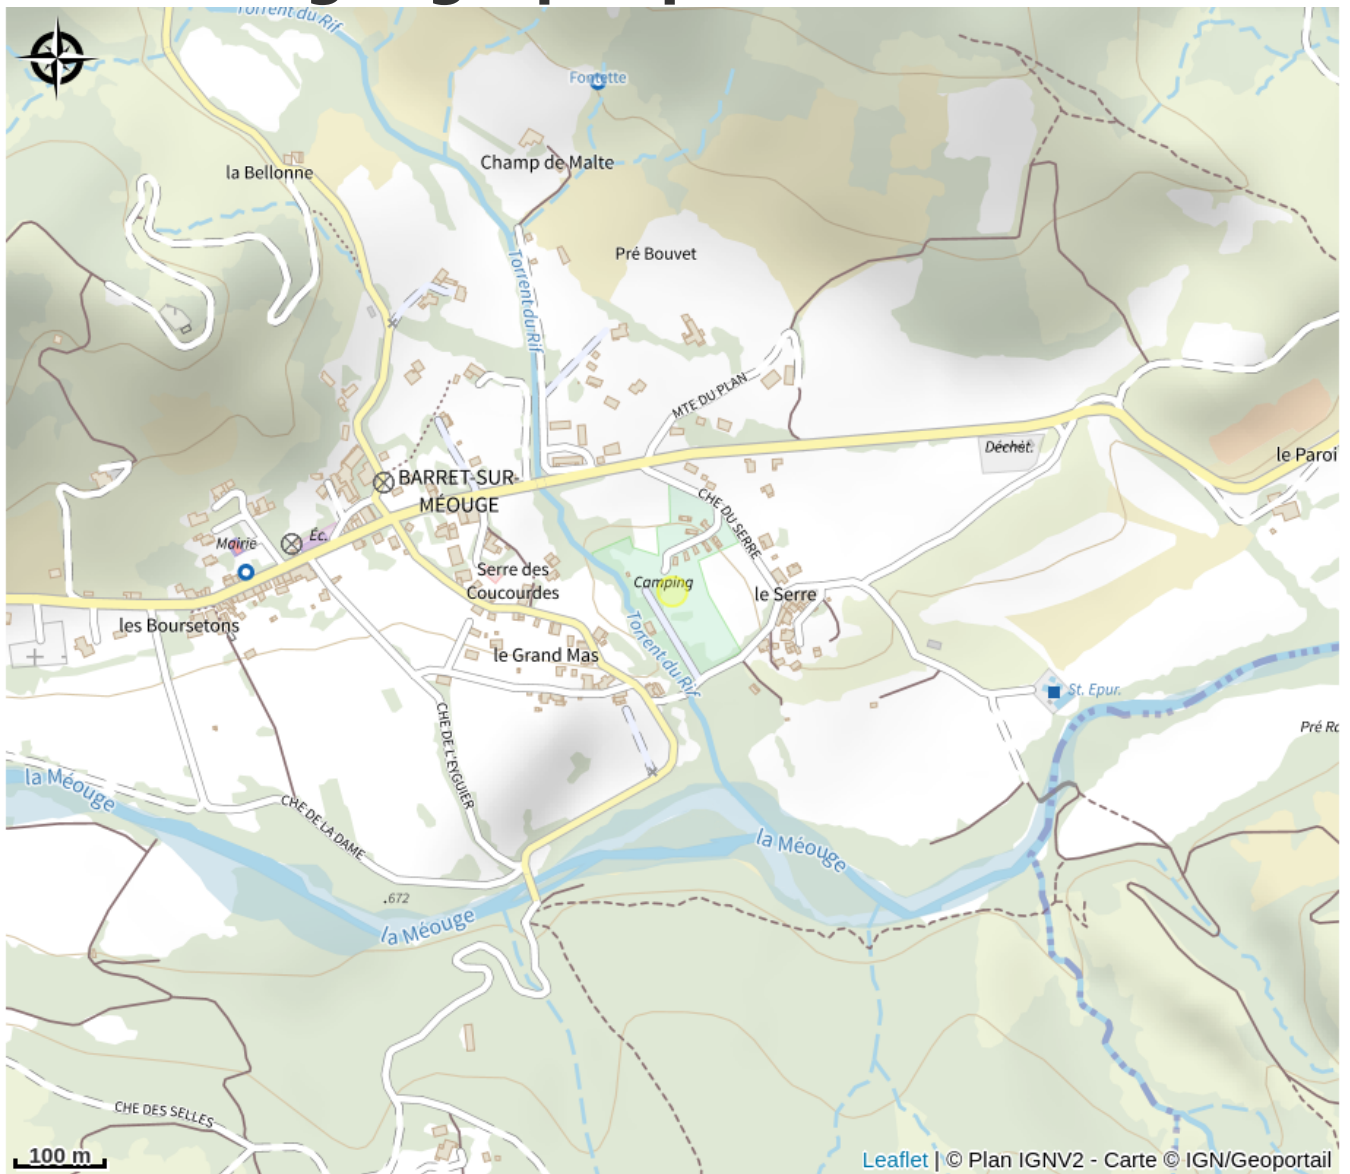 Torrent du Rif
Fontette
Champ de Malte
la Bellonne
Pré Bouvet
Torrent du Rif
MTE DU PLAN
Déchèt.
le Paroi
BARRET-SUR-
MÉOUGE
CHE DU SERRE
Éc.
Mairie
Serre des
Coucourdes
Camping
le Serre
les Boursetons
Torrent du Rif
le Grand Mas
St. Epur.
CHE DE L'EYGUIER
Pré Ro
la Méouge
CHE DE LA DAME
la Méouge
.672
la Méouge
CHE DES SELLES
100 m
Leaflet | © Plan IGNV2 - Carte © IGN/Geoportail